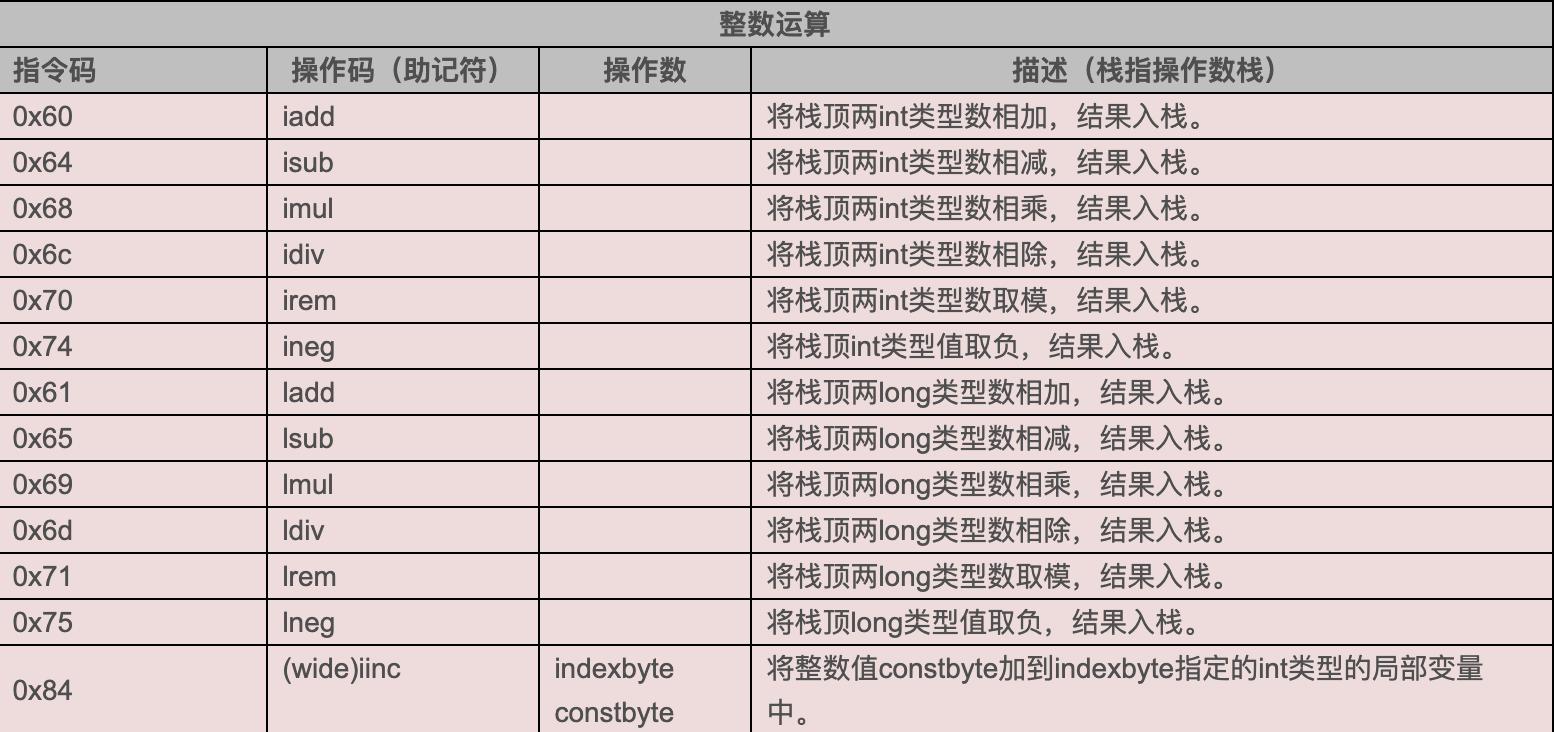 整数运算
指令码 操作码（助记符） 操作数 描述（栈指操作数栈）
0x60 iadd 将栈顶两int类型数相加，结果入栈。
0x64 isub 将栈顶两int类型数相减，结果入栈。
0x68 imul 将栈顶两int类型数相乘，结果入栈。
0x6c idiv 将栈顶两int类型数相除，结果入栈。
0x70 irem 将栈顶两int类型数取模，结果入栈。
0x74 ineg 将栈顶int类型值取负，结果入栈。
0x61 ladd 将栈顶两long类型数相加，结果入栈。
0x65 lsub 将栈顶两long类型数相减，结果入栈。
0x69 lmul 将栈顶两long类型数相乘，结果入栈。
0x6d ldiv 将栈顶两long类型数相除，结果入栈。
0x71 lrem 将栈顶两long类型数取模，结果入栈。
0x75 lneg 将栈顶long类型值取负，结果入栈。
0x84 (wide)iinc indexbyte 将整数值constbyte加到indexbyte指定的int类型的局部变量
constbyte 中。